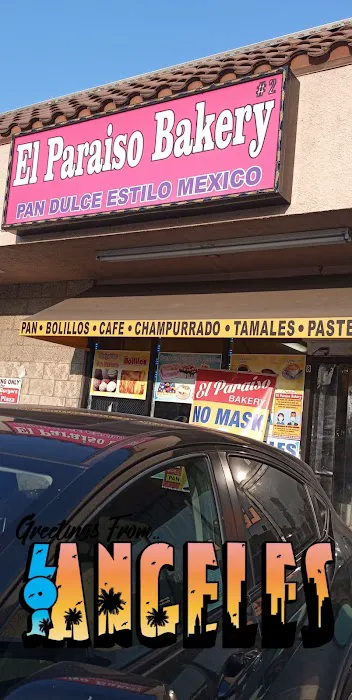 #2
El Paraiso Bakery
PAN DULCE ESTILO MEXICO
PAN • BOLILLOS • CAFE • CHAMPURRADO • TAMALES • PASTE
Bolillos
El Paraiso
BAKERY
NO MASK
Greetings From..
LOS ANGELES